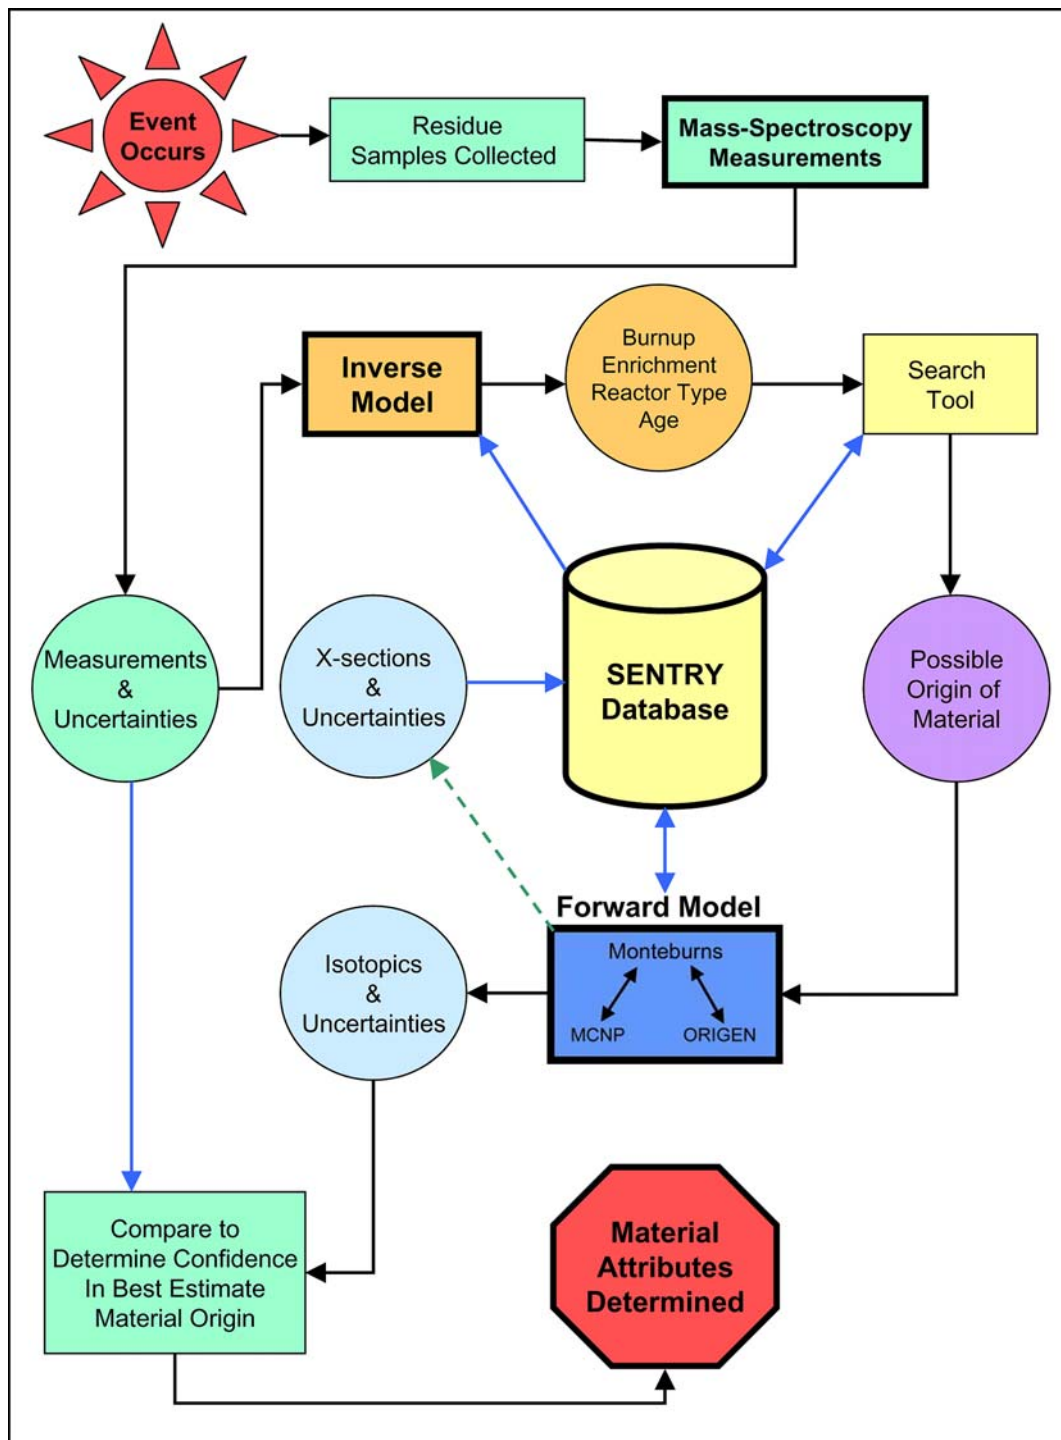 Event
Occurs
Residue
Samples Collected
Mass-Spectroscopy
Measurements
Inverse
Model
Burnup
Enrichment
Reactor Type
Age
Search
Tool
Measurements
&
Uncertainties
X-sections
&
Uncertainties
SENTRY
Database
Possible
Origin of
Material
Forward Model
Monteburns
MCNP
ORIGEN
Isotopics
&
Uncertainties
Compare to
Determine Confidence
In Best Estimate
Material Origin
Material
Attributes
Determined